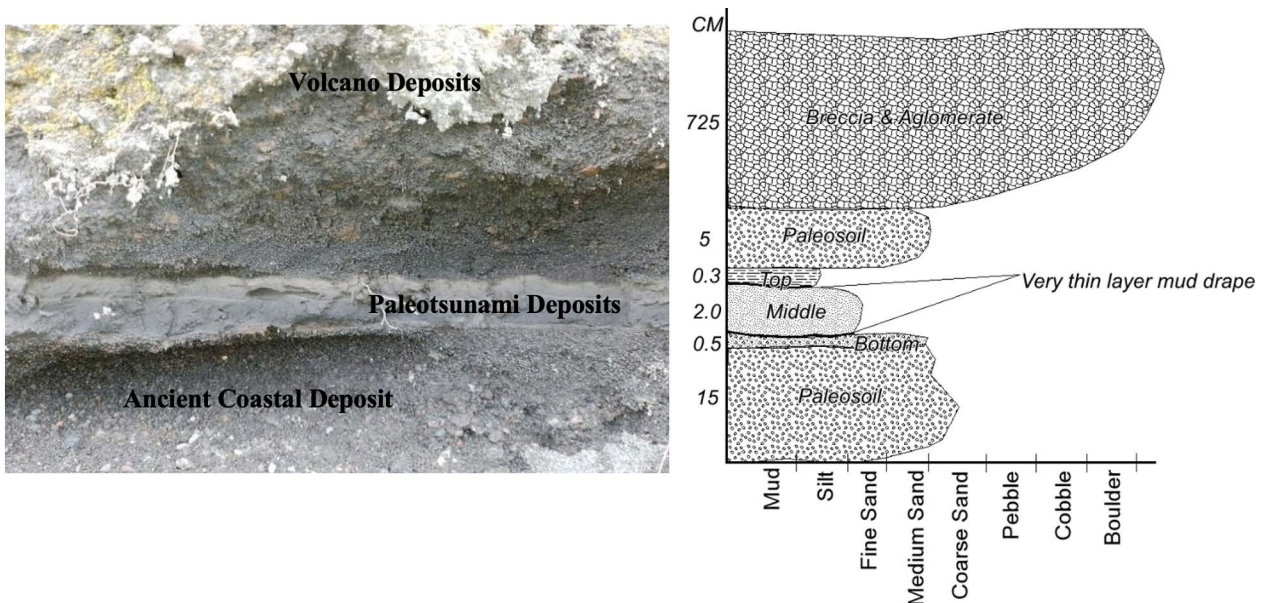 Volcano Deposits
Paleotsunami Deposits
Ancient Coastal Deposit
CM
725
Breccia & Aglomerate
5
Paleosoil
0.3
Top
Very thin layer mud drape
2.0
Middle
0.5
Bottom
15
Paleosoil
Mud
Silt
Fine Sand
Medium Sand
Coarse Sand
Pebble
Cobble
Boulder